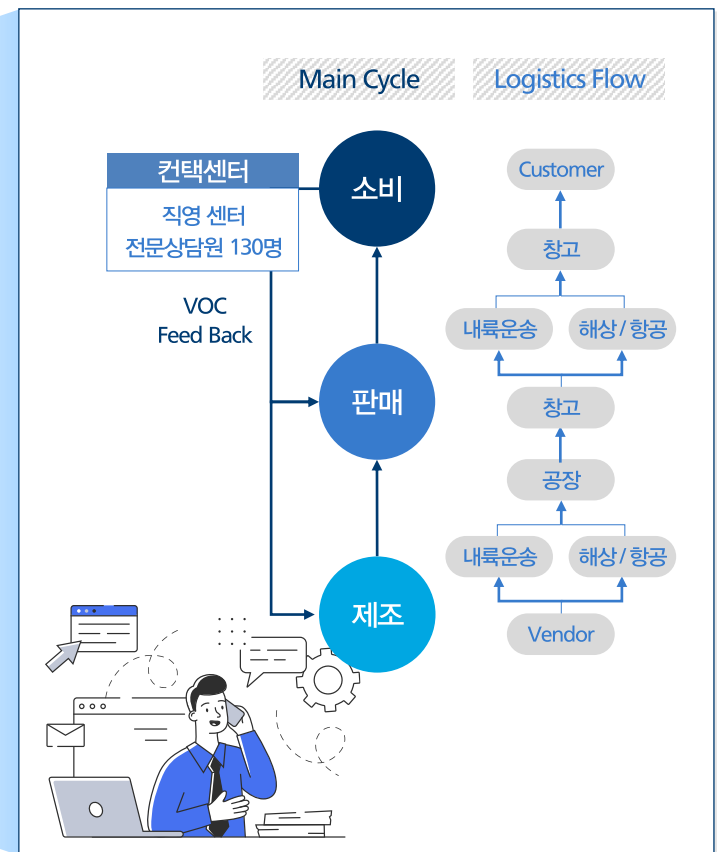 Main Cycle
Logistics Flow
컨택센터
직영 센터
전문상담원 130명
VOC
Feed Back
소비
판매
제조
Customer
창고
내륙운송
해상 / 항공
창고
공장
내륙운송
해상 / 항공
Vendor